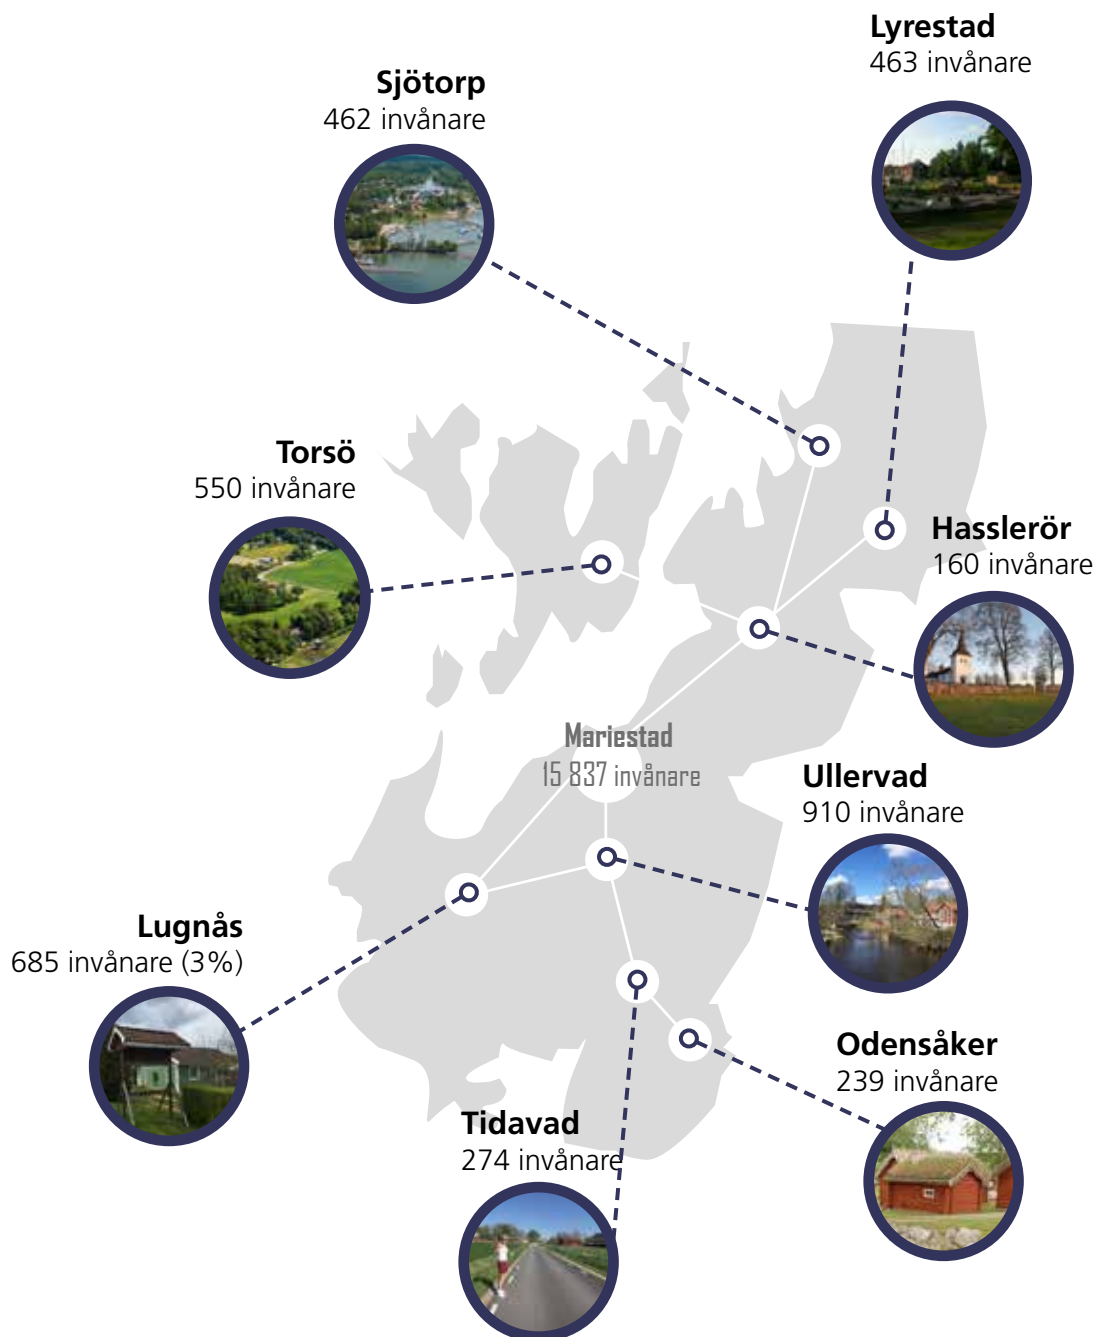 Lyrestad
463 invånare
Sjötorp
462 invånare
Torsö
550 invånare
Hasslerör
160 invånare
Mariestad
15 837 invånare
Ullervad
910 invånare
Lugnås
685 invånare (3%)
Odensåker
239 invånare
Tidavad
274 invånare